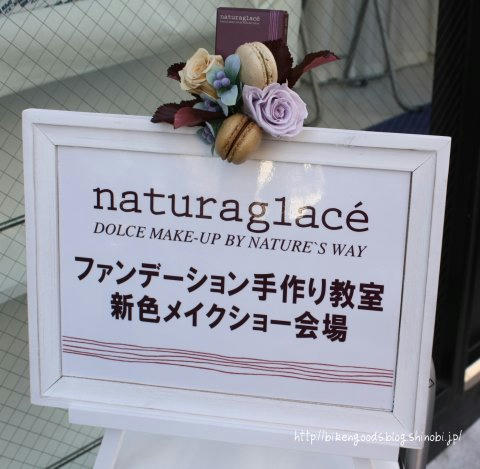 naturaglacé
naturaglacé
DOLCE MAKE-UP BY NATURE`S WAY
ファンデーション手作り教室
新色メイクショー会場
http://bikengoods.blog.shinobi.jp/